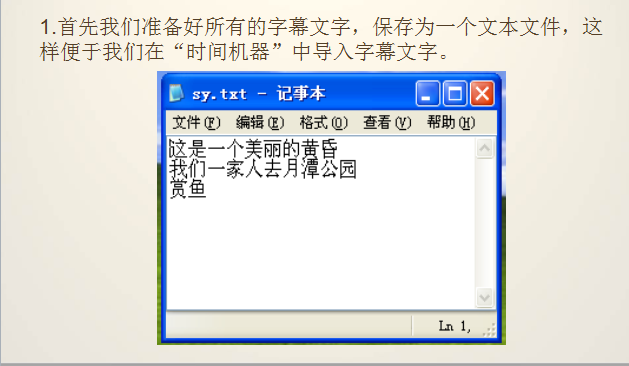 1.首先我们准备好所有的字幕文字，保存为一个文本文件，这
样便于我们在“时间机器”中导入字幕文字。
sy.txt - 记事本
文件(F) 编辑(E) 格式(O) 查看(V) 帮助(H)
这是一个美丽的黄昏
我们一家人去月潭公园
赏鱼
Ln 1,